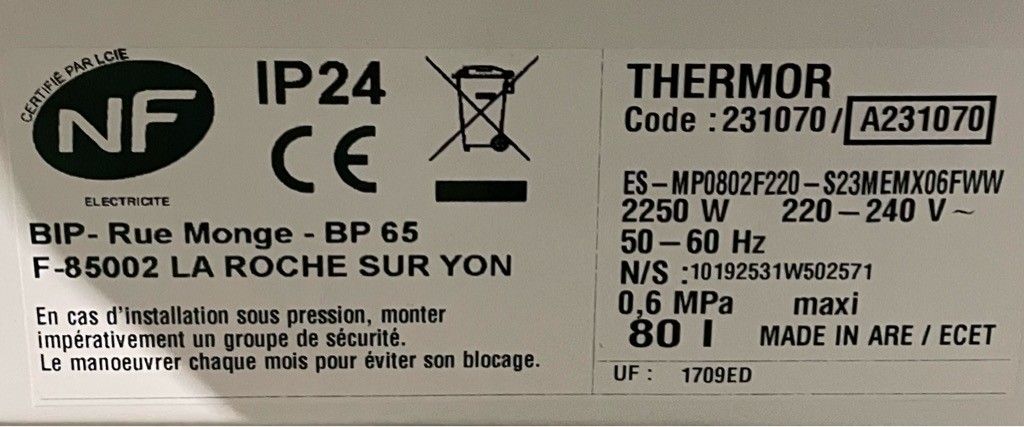 CERTIFIÉ PAR LCIE
NF
ELECTRICITE
IP24
CE
BIP- Rue Monge - BP 65
F-85002 LA ROCHE SUR YON
En cas d'installation sous pression, monter
impérativement un groupe de sécurité.
Le manoeuvrer chaque mois pour éviter son blocage.
THERMOR
Code : 231070 / A231070
ES-MP0802F220-S23MEMX06FWW
2250 W 220-240 V ~
50-60 Hz
N/S :10192531W502571
0,6 MPa maxi
80 l MADE IN ARE / ECET
UF : 1709ED